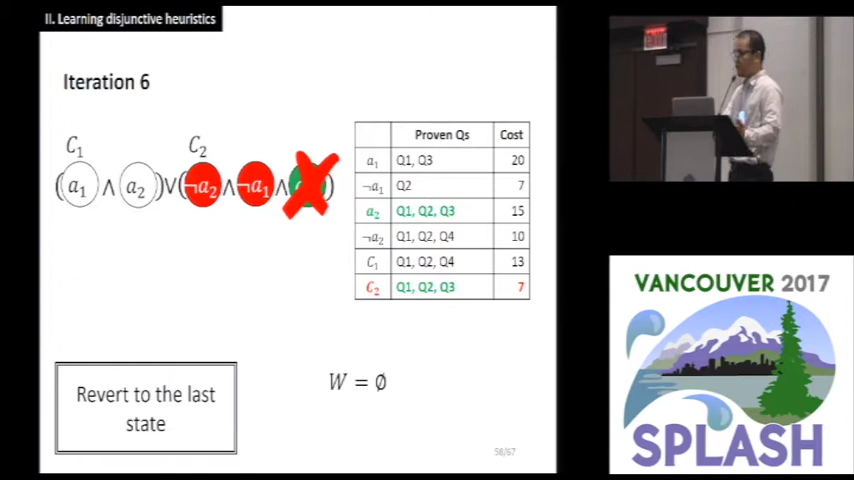 II. Learning disjunctive heuristics
Iteration 6
C₁ C₂
(a₁ ∧ a₂)∨(¬a₂∧¬a₁∧ )
Proven Qs Cost
a₁ Q1, Q3 20
¬a₁ Q2 7
a₂ Q1, Q2, Q3 15
¬a₂ Q1, Q2, Q4 10
C₁ Q1, Q2, Q4 13
C₂ Q1, Q2, Q3 7
Revert to the last
state
W = ∅
58/67
EXIT
VANCOUVER 2017
SPLASH